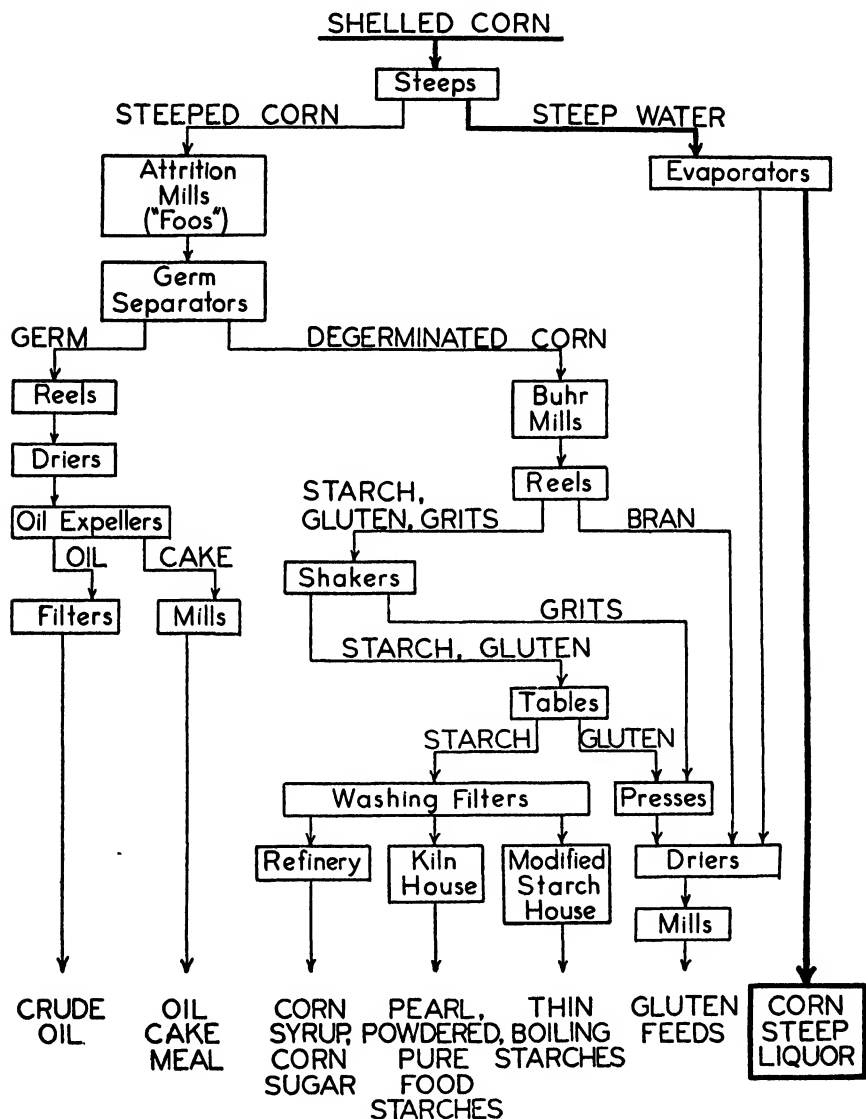 SHELLED CORN
Steeps
STEEPED CORN
STEEP WATER
Attrition
Mills
("Foos")
Evaporators
Germ
Separators
GERM
DEGERMINATED CORN
Reels
Buhr
Mills
Driers
Reels
Oil Expellers
STARCH,
GLUTEN, GRITS
BRAN
OIL
CAKE
Shakers
Filters
Mills
GRITS
STARCH, GLUTEN
Tables
STARCH
GLUTEN
Washing Filters
Presses
Refinery
Kiln
House
Modified
Starch
House
Driers
Mills
CRUDE
OIL
OIL
CAKE
MEAL
CORN
SYRUP,
CORN
SUGAR
PEARL,
POWDERED,
PURE
FOOD
STARCHES
THIN
BOILING
STARCHES
GLUTEN
FEEDS
CORN
STEEP
LIQUOR